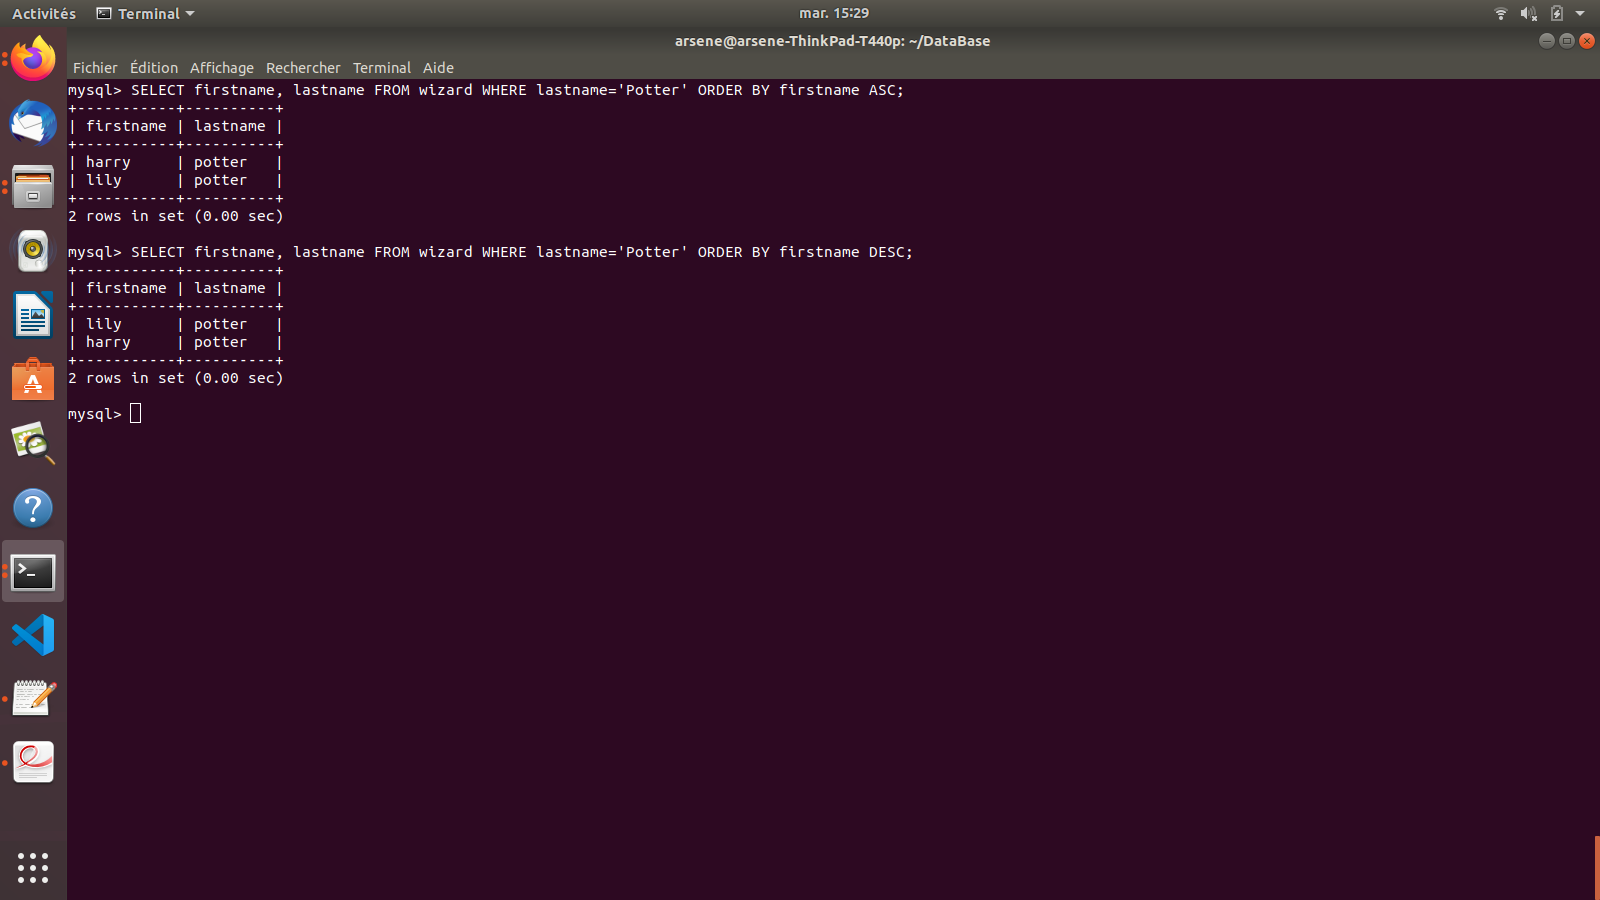 Activités Terminal mar. 15:29
arsene@arsene-ThinkPad-T440p: ~/DataBase
Fichier Édition Affichage Rechercher Terminal Aide
mysql> SELECT firstname, lastname FROM wizard WHERE lastname='Potter' ORDER BY firstname ASC;
+-----------+----------+
| firstname | lastname |
+-----------+----------+
| harry     | potter   |
| lily      | potter   |
+-----------+----------+
2 rows in set (0.00 sec)

mysql> SELECT firstname, lastname FROM wizard WHERE lastname='Potter' ORDER BY firstname DESC;
+-----------+----------+
| firstname | lastname |
+-----------+----------+
| lily      | potter   |
| harry     | potter   |
+-----------+----------+
2 rows in set (0.00 sec)

mysql>